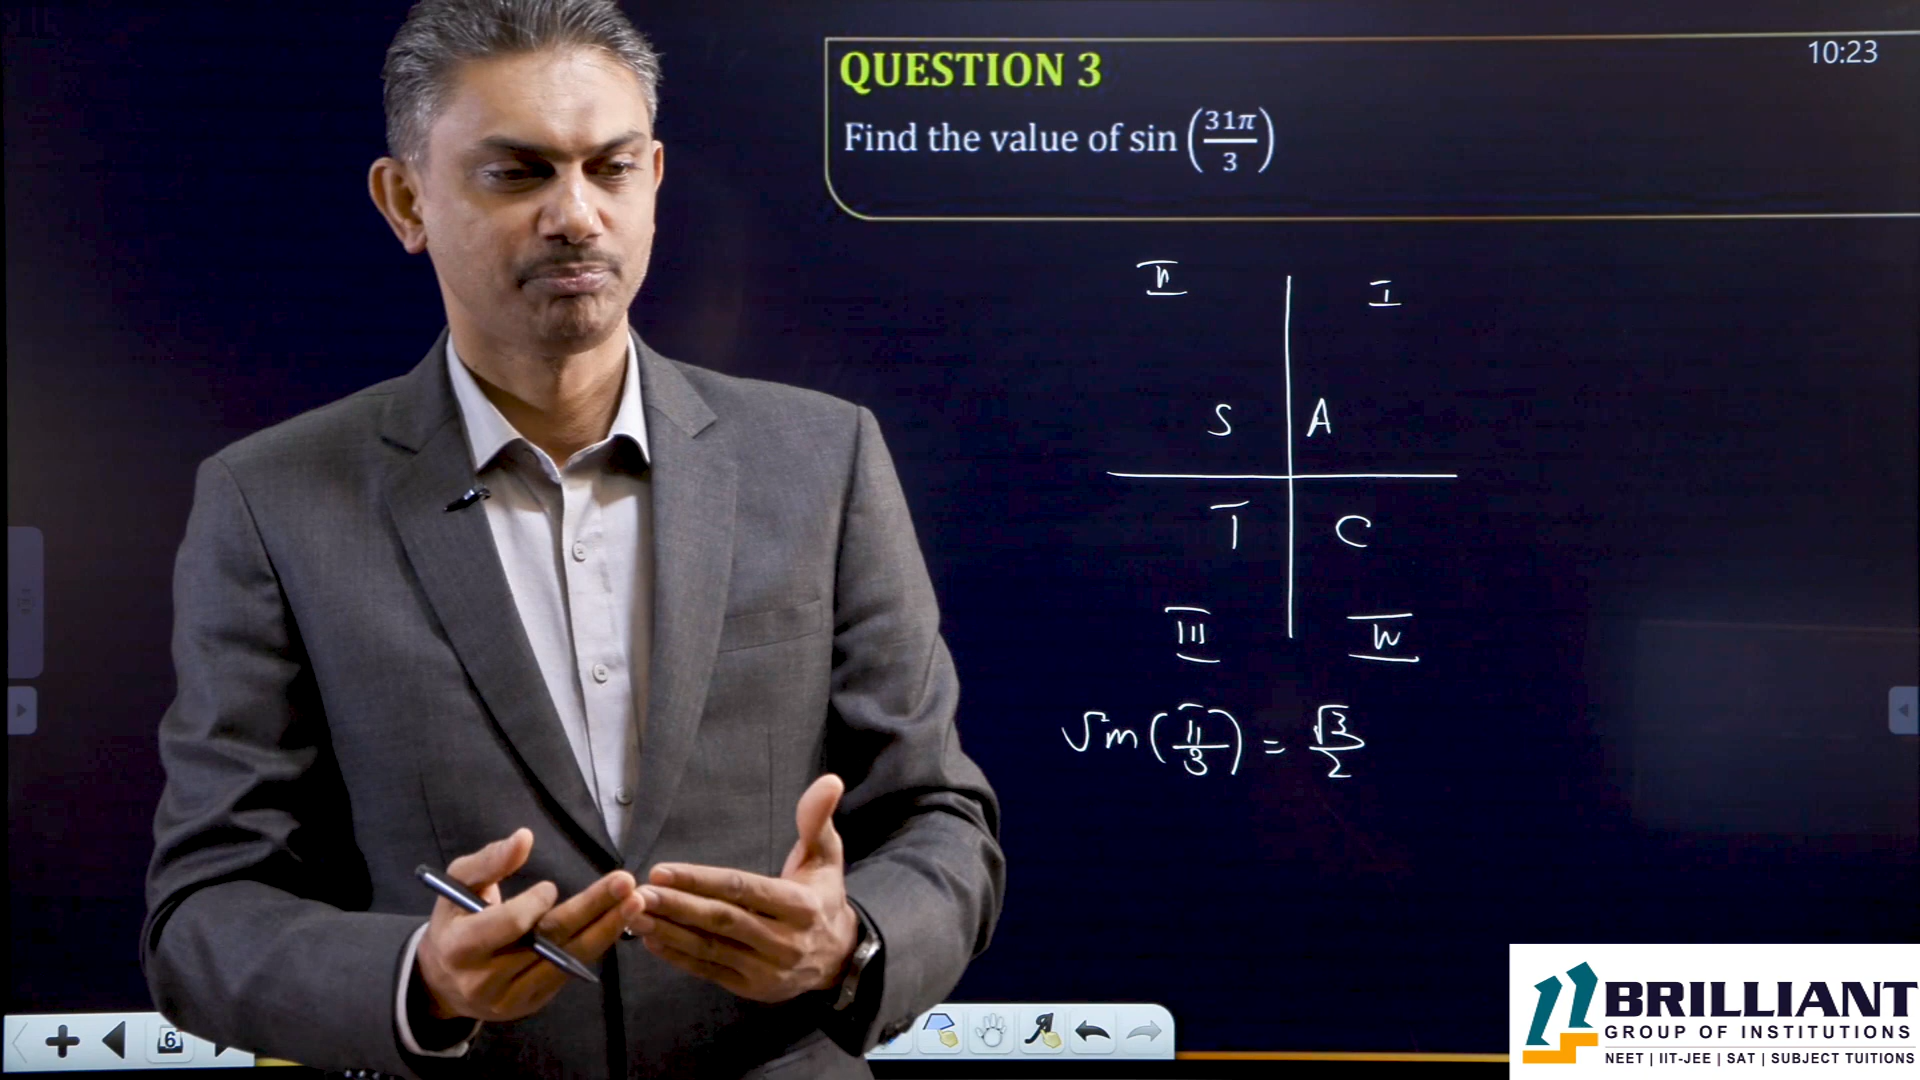 10:23
QUESTION 3
Find the value of sin (31π/3)
II I
S A
T C
III IV
sin (π/3) = √3/2
6
BRILLIANT
GROUP OF INSTITUTIONS
NEET | IIT-JEE | SAT | SUBJECT TUITIONS